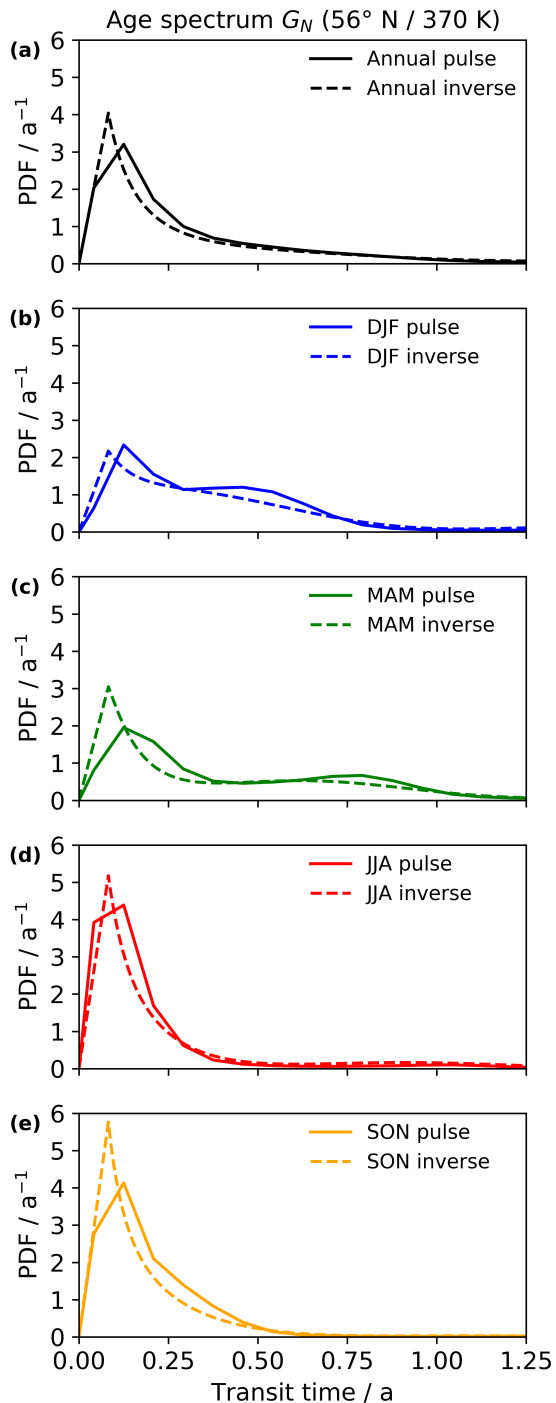 Age spectrum G_N (56° N / 370 K)
(a)
Annual pulse
Annual inverse
PDF / a⁻¹
6
5
4
3
2
1
0
(b)
DJF pulse
DJF inverse
PDF / a⁻¹
6
5
4
3
2
1
0
(c)
MAM pulse
MAM inverse
PDF / a⁻¹
6
5
4
3
2
1
0
(d)
JJA pulse
JJA inverse
PDF / a⁻¹
6
5
4
3
2
1
0
(e)
SON pulse
SON inverse
PDF / a⁻¹
6
5
4
3
2
1
0
0.00 0.25 0.50 0.75 1.00 1.25
Transit time / a